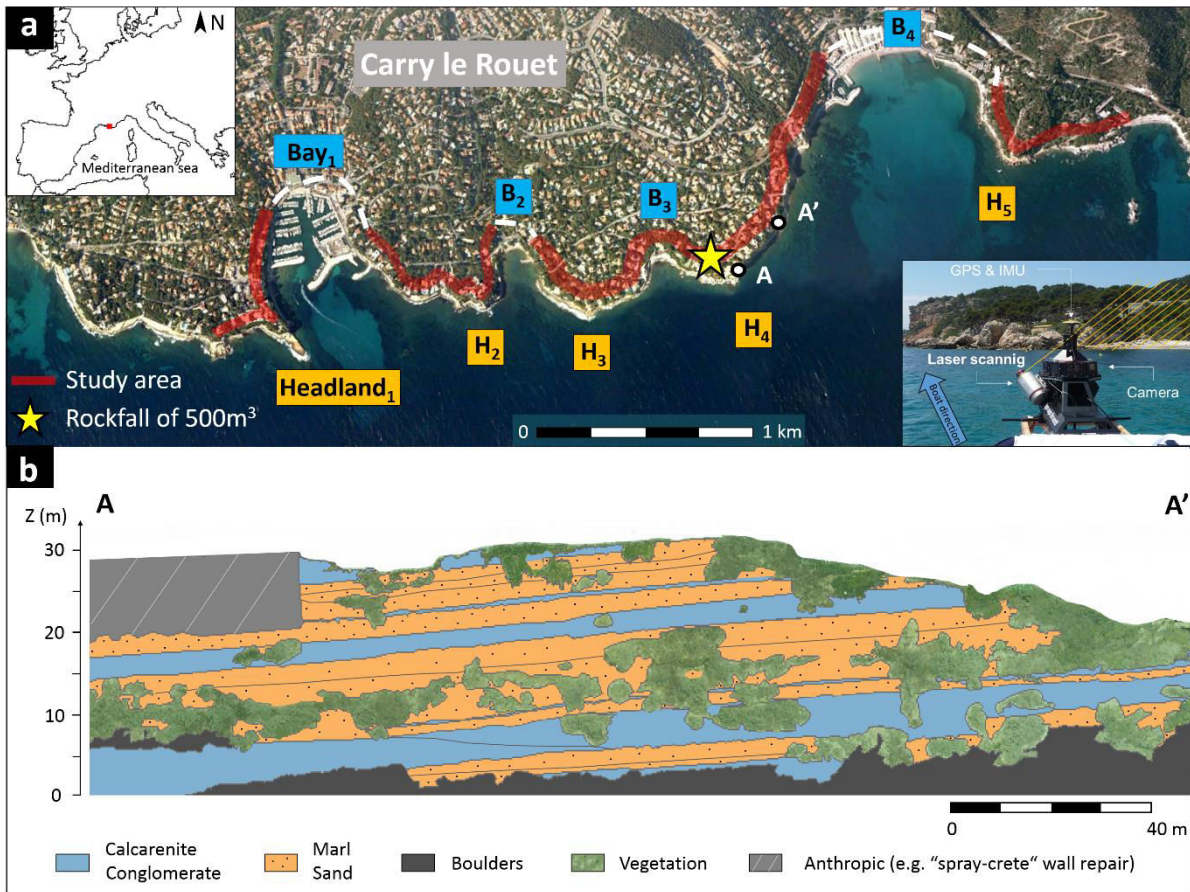 a
N
Mediterranean sea
Carry le Rouet
Bay1
B2
B3
B4
A'
A
H5
H4
H3
H2
Headland1
Study area
Rockfall of 500m³
0 1 km
GPS & IMU
Laser scannig
Camera
Boat direction
b
A
A'
Z (m)
30
20
10
0
0 40 m
Calcarenite
Conglomerate
Marl
Sand
Boulders
Vegetation
Anthropic (e.g. "spray-crete" wall repair)